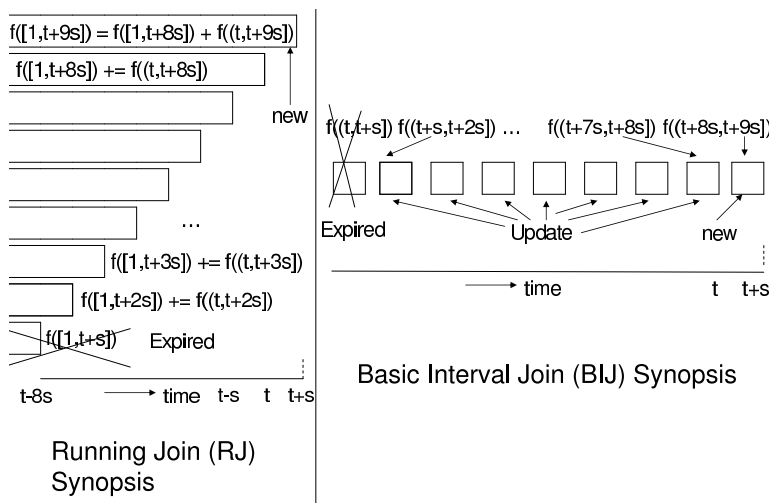 f([1,t+9s]) = f([1,t+8s]) + f((t,t+9s])
f([1,t+8s]) += f((t,t+8s])
new
...
f([1,t+3s]) += f((t,t+3s])
f([1,t+2s]) += f((t,t+2s])
f([1,t+s])
Expired
t-8s
time
t-s
t
t+s
Running Join (RJ)
Synopsis
f((t,t+s]) f((t+s,t+2s]) ... f((t+7s,t+8s]) f((t+8s,t+9s])
Expired
Update
new
time
t
t+s
Basic Interval Join (BIJ) Synopsis